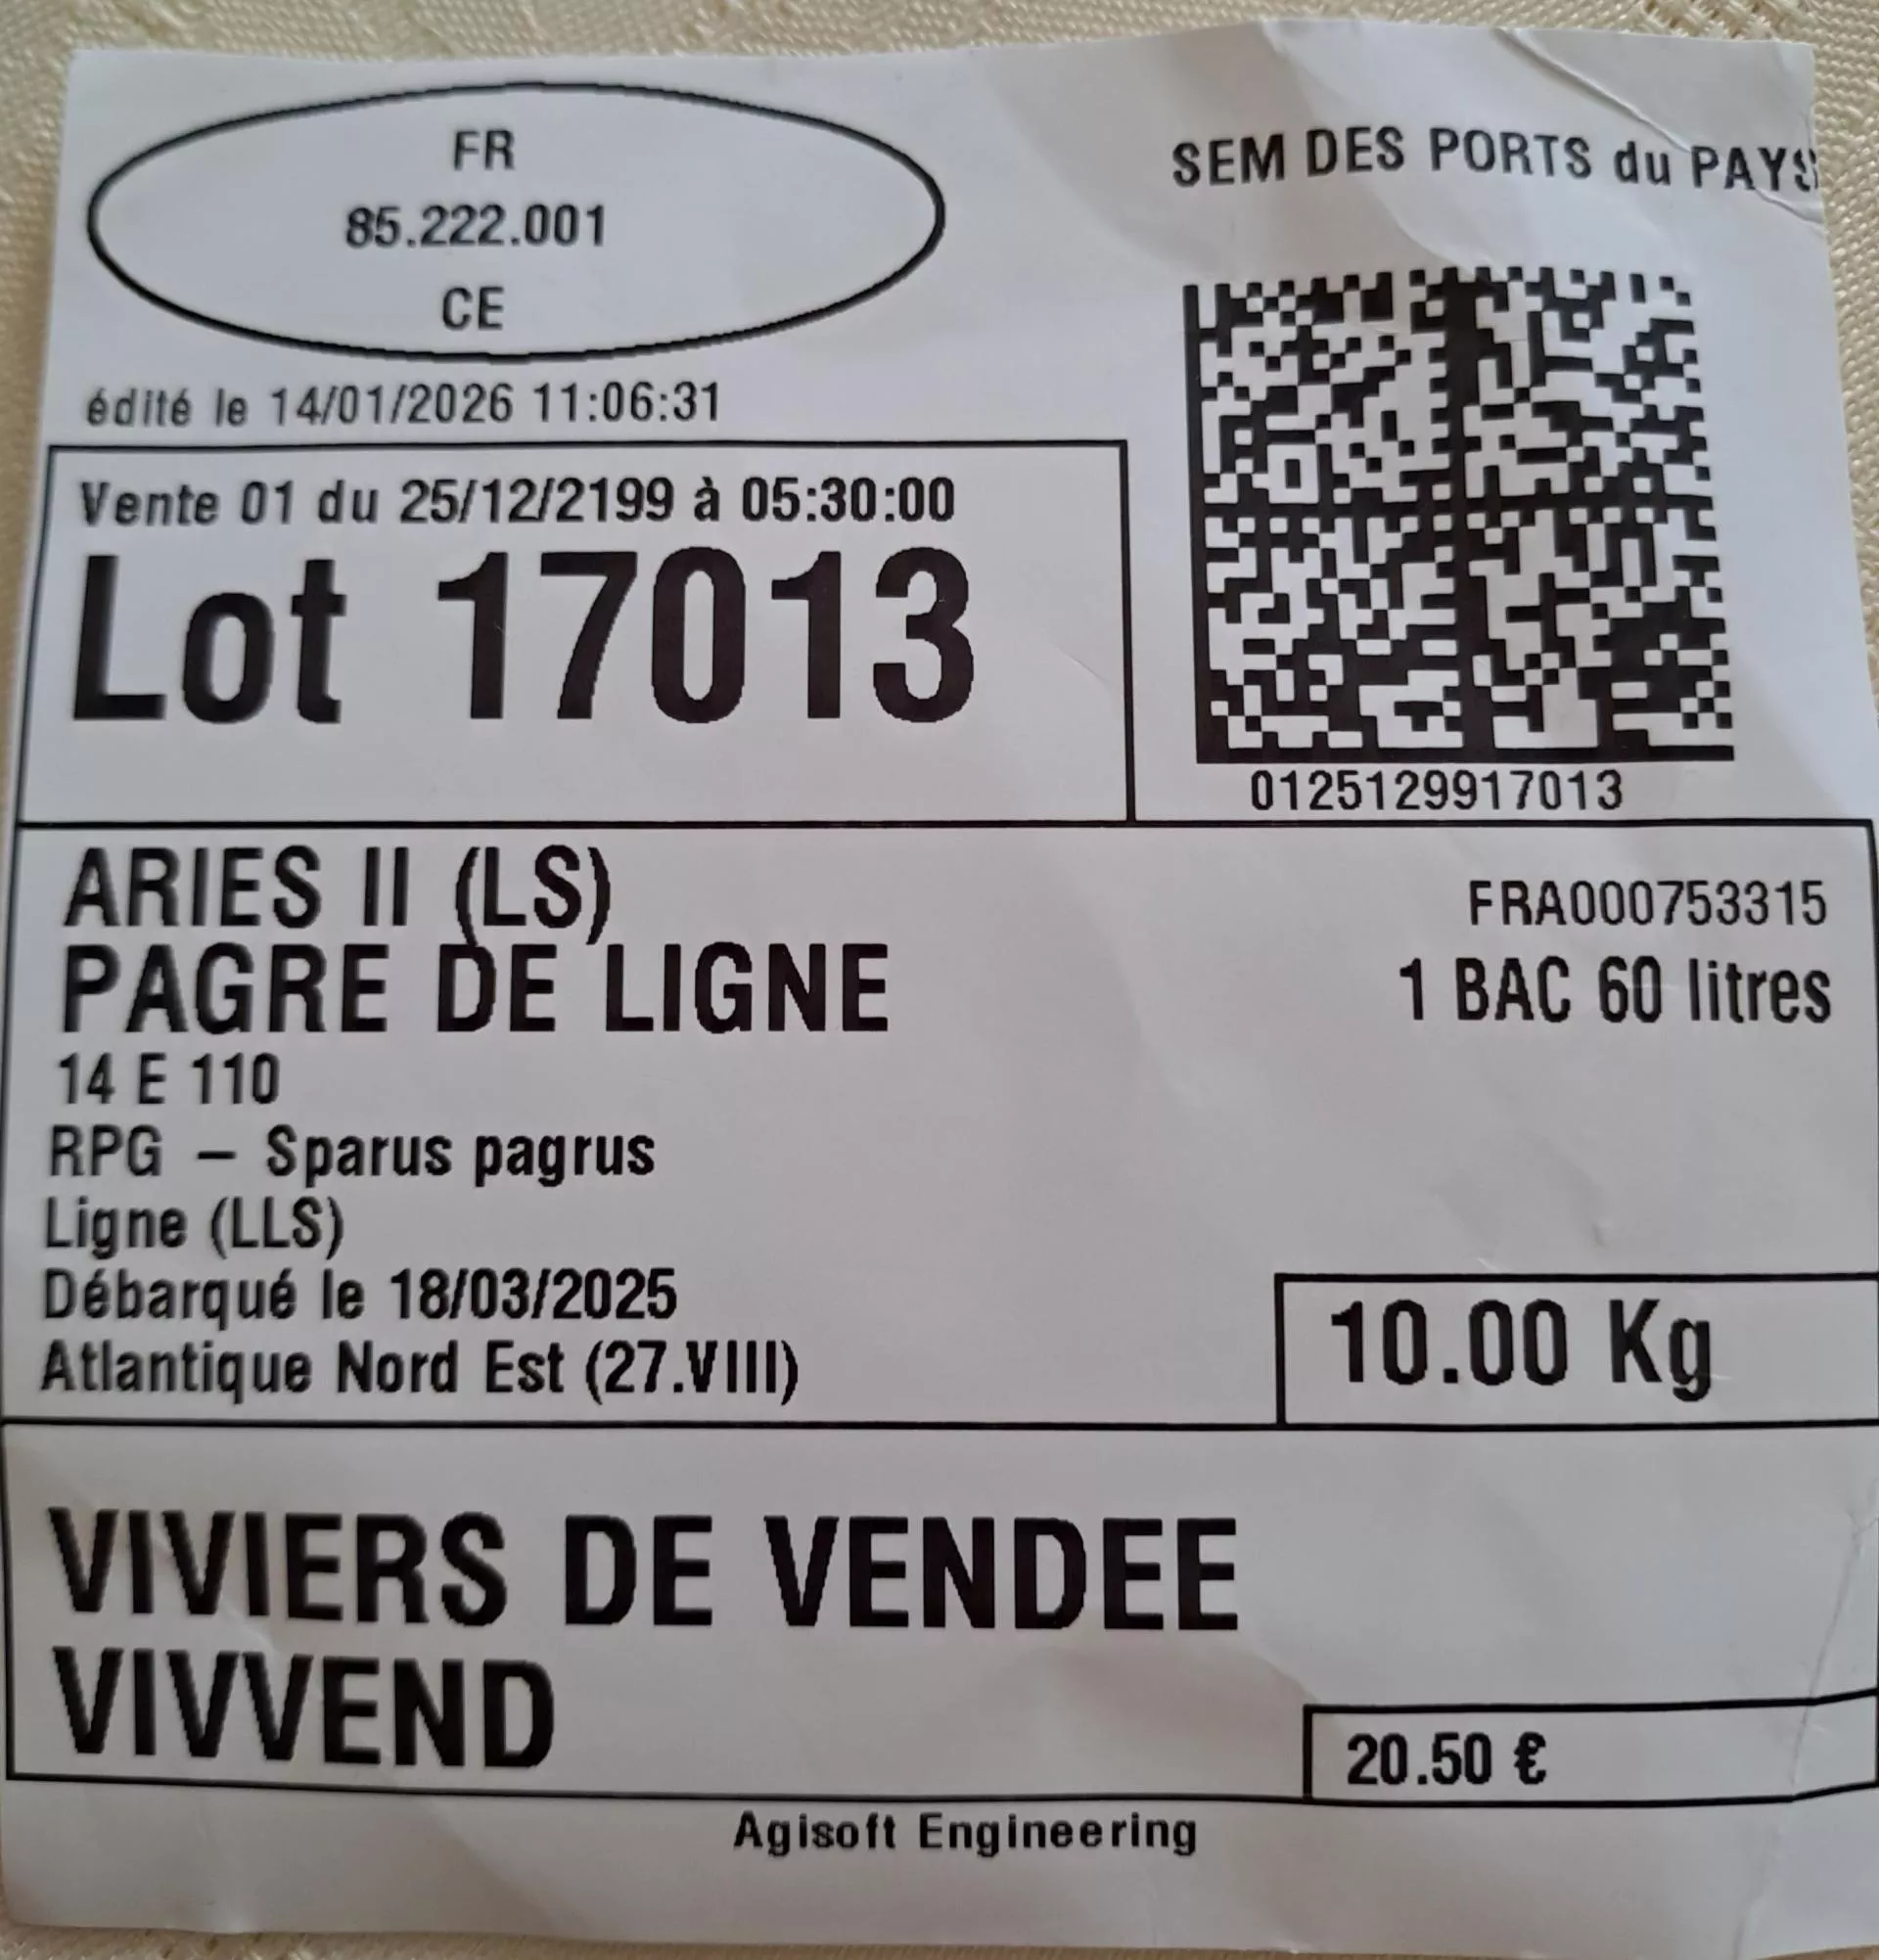 FR
85.222.001
CE
SEM DES PORTS du PAYS
édité le 14/01/2026 11:06:31
Vente 01 du 25/12/2199 à 05:30:00
Lot 17013
0125129917013
ARIES II (LS)
FRA000753315
PAGRE DE LIGNE
1 BAC 60 litres
14 E 110
RPG – Sparus pagrus
Ligne (LLS)
Débarqué le 18/03/2025
Atlantique Nord Est (27.VIII)
10.00 Kg
VIVIERS DE VENDEE
VIVVEND
20.50 €
Agisoft Engineering